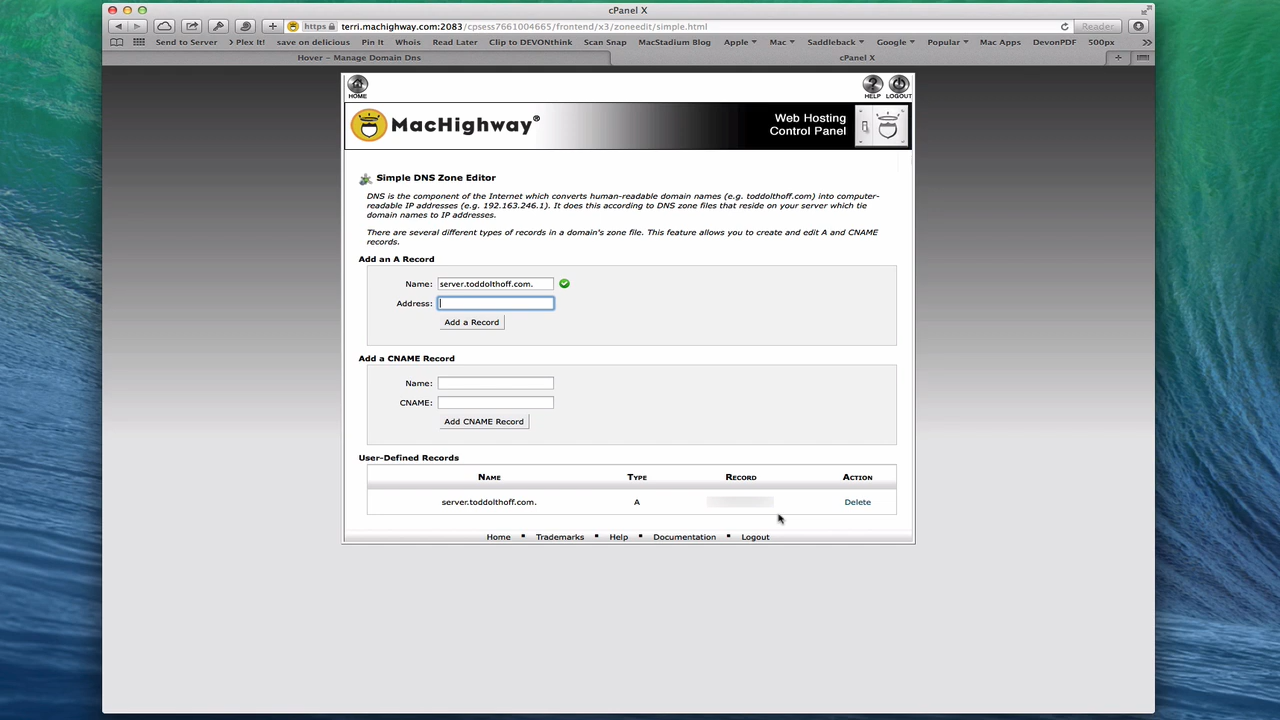 cPanel X
https terri.machighway.com:2083/cpsess7661004665/frontend/x3/zoneedit/simple.html Reader
Send to Server > Plex It! save on delicious Pin It Whois Read Later Clip to DEVONthink Scan Snap MacStadium Blog Apple Mac Saddleback Google Popular Mac Apps DevonPDF 500px >>
Hover – Manage Domain Dns cPanel X
HOME HELP LOGOUT
MacHighway®
Web Hosting
Control Panel
Simple DNS Zone Editor
DNS is the component of the Internet which converts human-readable domain names (e.g. toddolthoff.com) into computer-
readable IP addresses (e.g. 192.163.246.1). It does this according to DNS zone files that reside on your server which tie
domain names to IP addresses.
There are several different types of records in a domain's zone file. This feature allows you to create and edit A and CNAME
records.
Add an A Record
Name: server.toddolthoff.com.
Address:
Add a Record
Add a CNAME Record
Name:
CNAME:
Add CNAME Record
User-Defined Records
NAME TYPE RECORD ACTION
server.toddolthoff.com. A Delete
Home ▪ Trademarks ▪ Help ▪ Documentation ▪ Logout